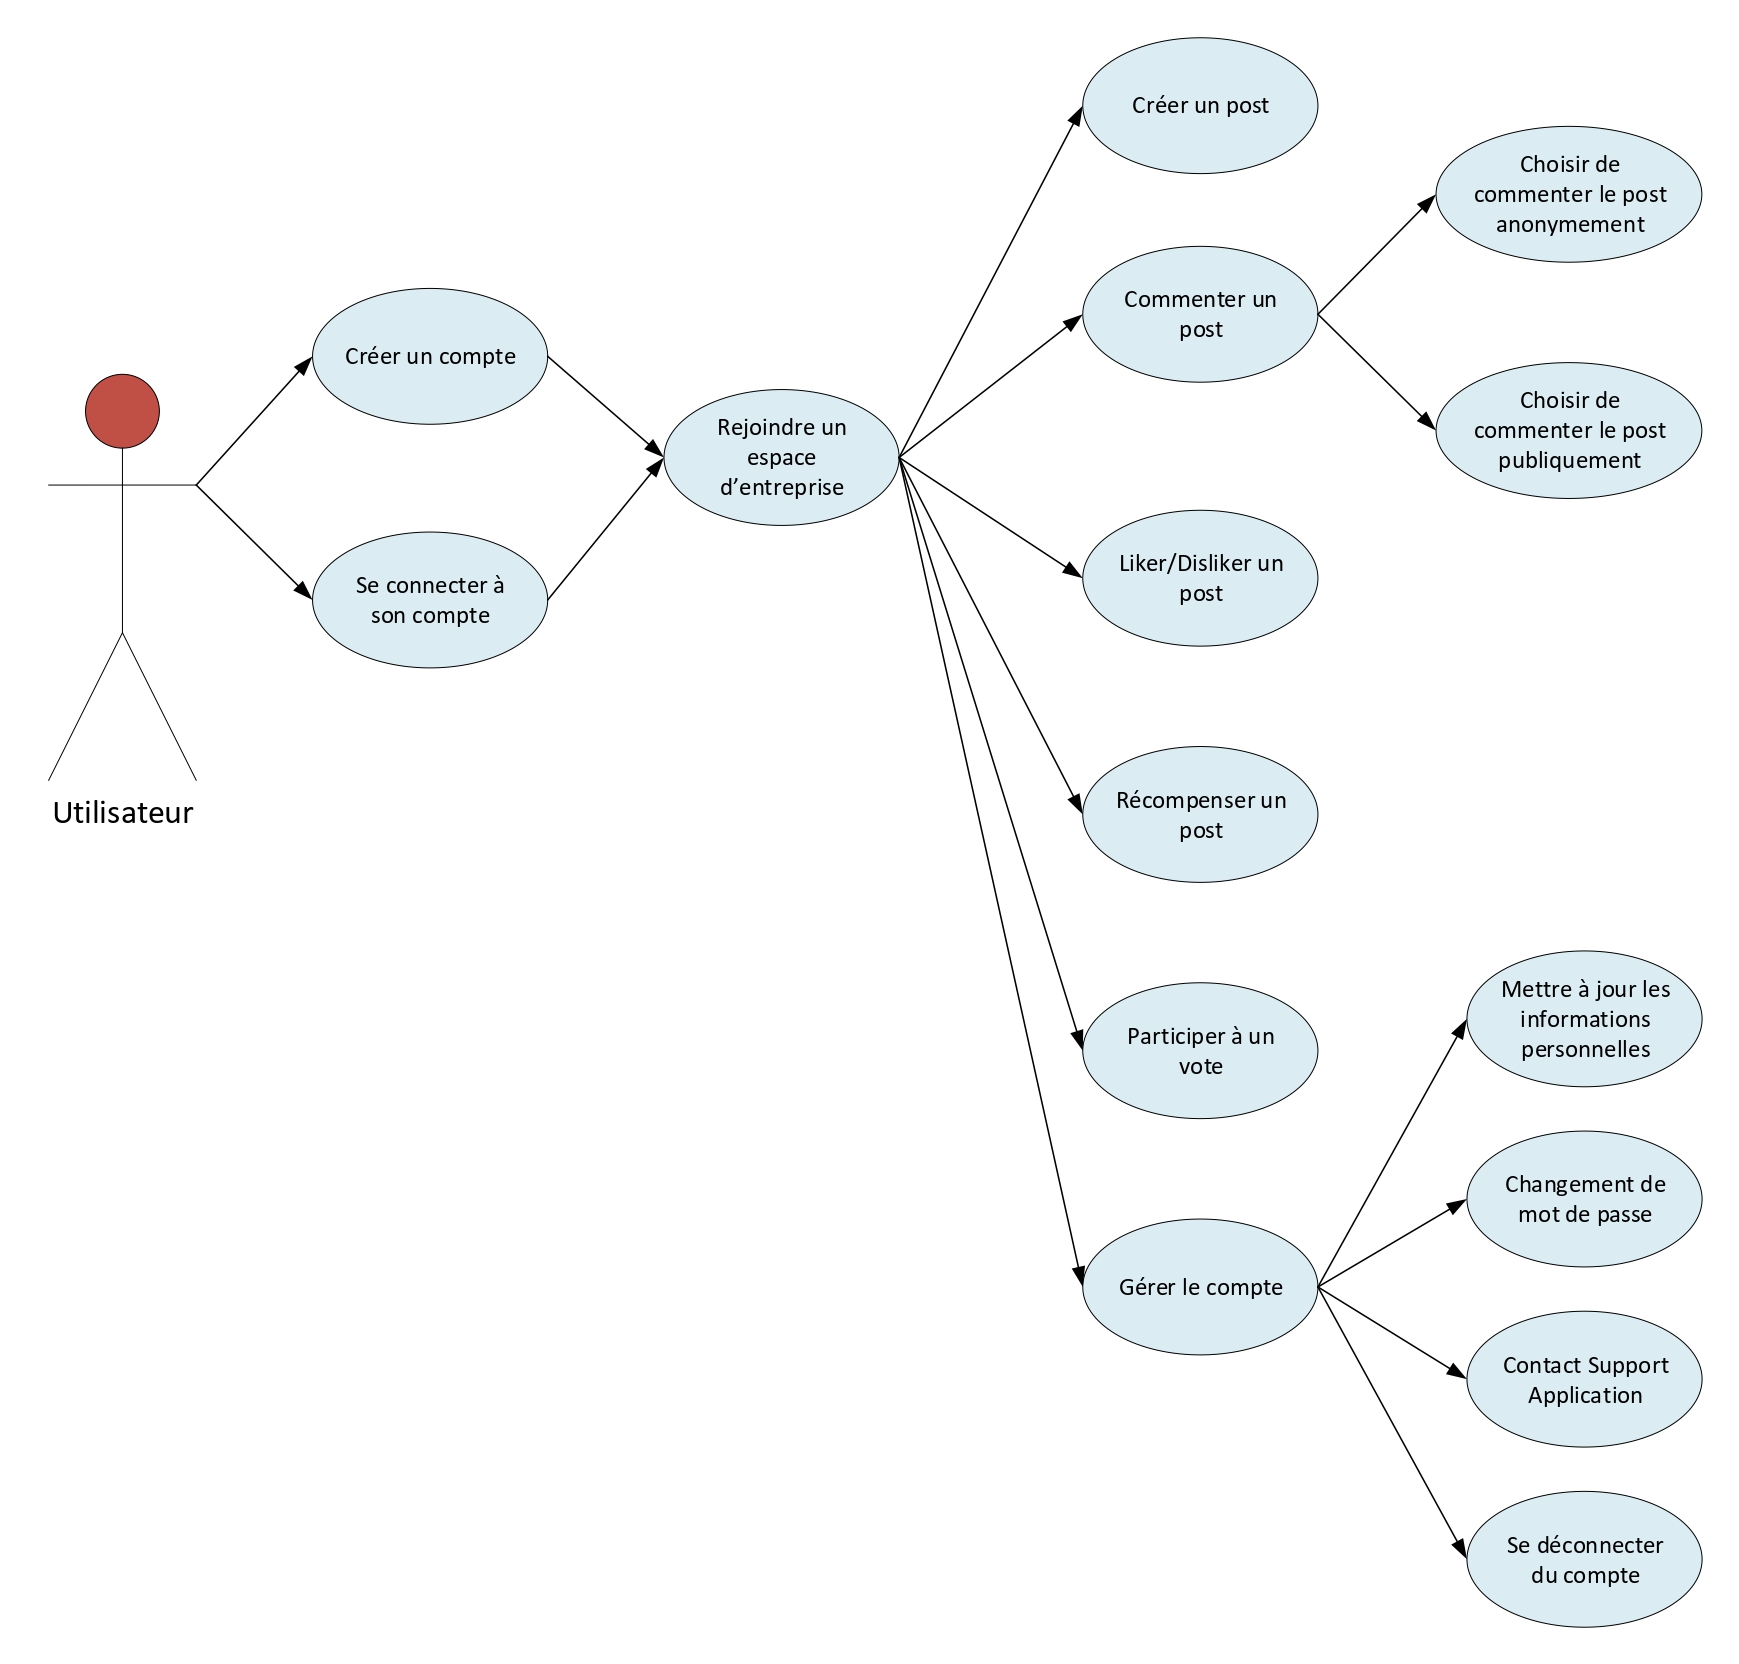 Utilisateur
Créer un compte
Se connecter à
son compte
Rejoindre un
espace
d’entreprise
Créer un post
Commenter un
post
Choisir de
commenter le post
anonymement
Choisir de
commenter le post
publiquement
Liker/Disliker un
post
Récompenser un
post
Participer à un
vote
Gérer le compte
Mettre à jour les
informations
personnelles
Changement de
mot de passe
Contact Support
Application
Se déconnecter
du compte